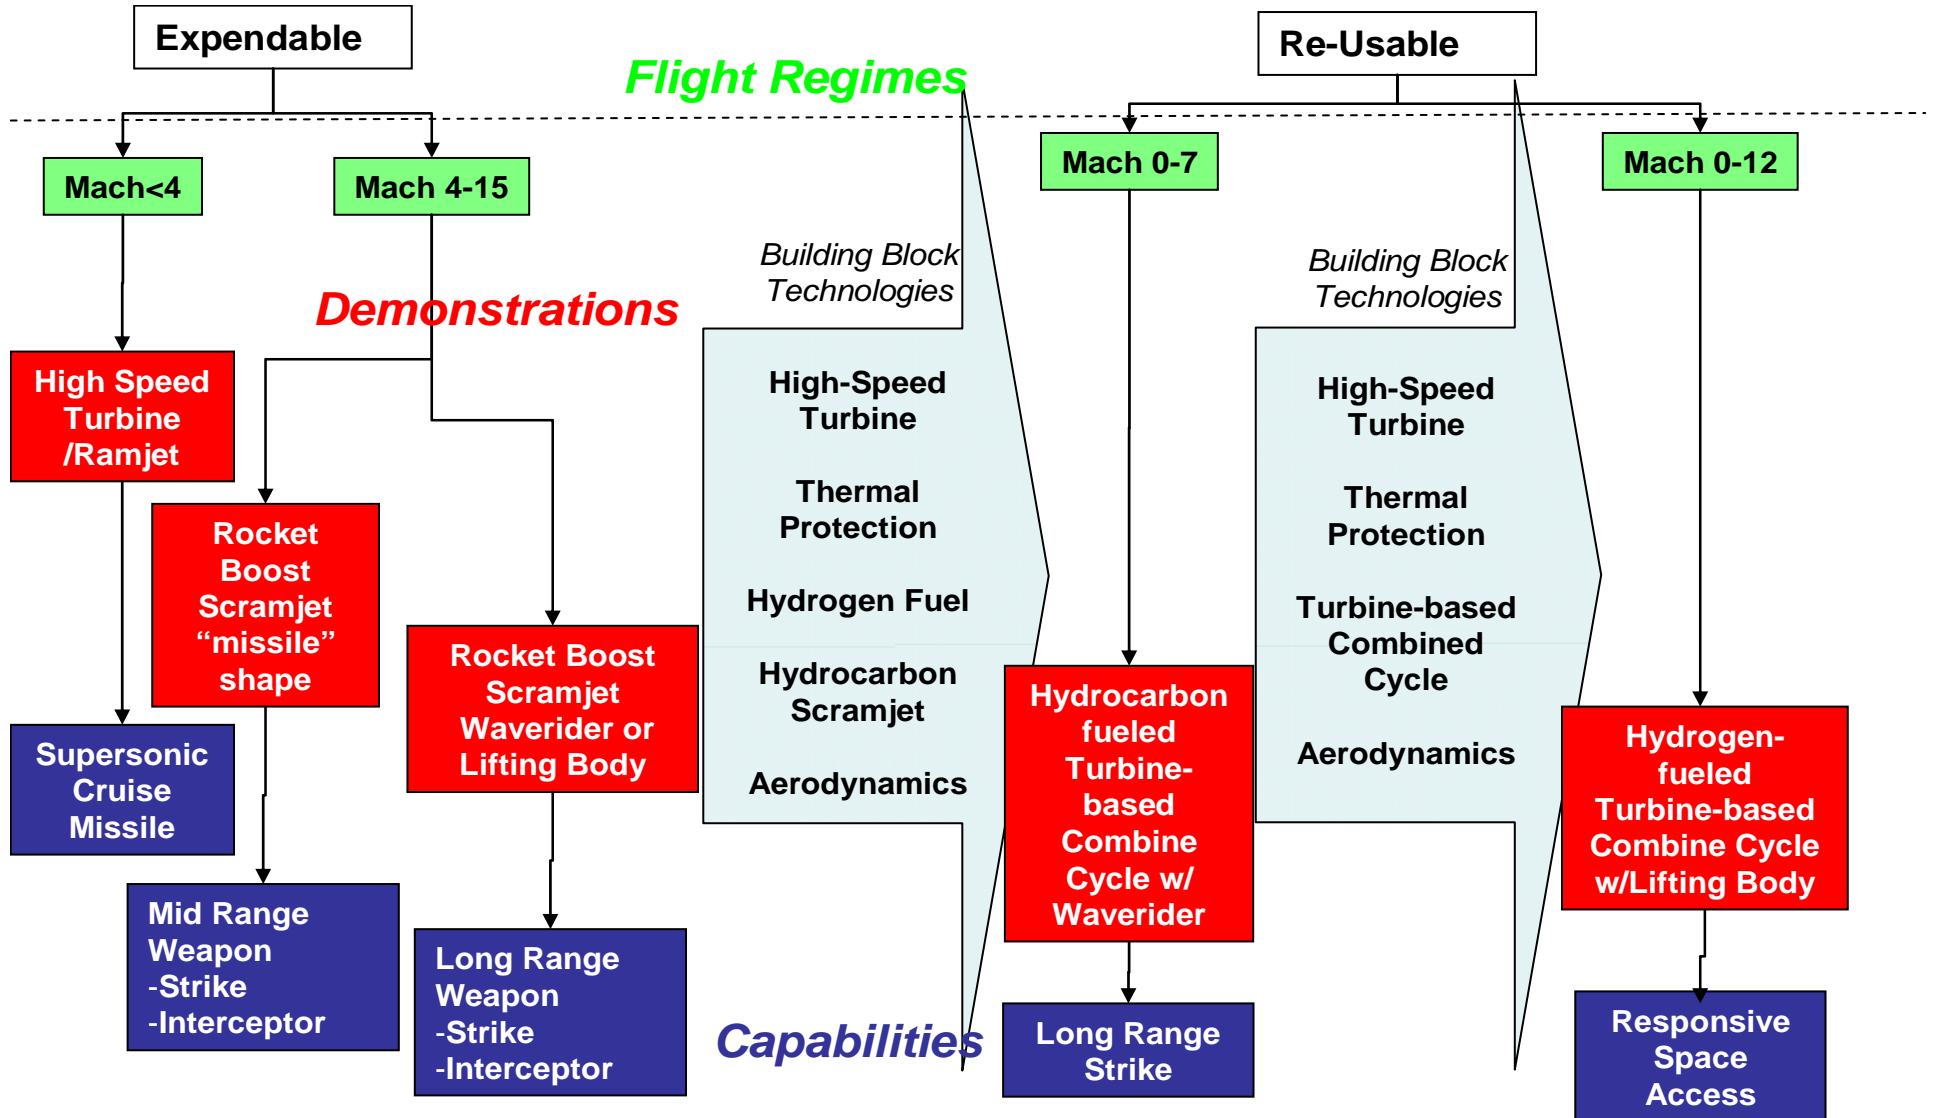 Expendable
Re-Usable
Flight Regimes
Mach<4
Mach 4-15
Mach 0-7
Mach 0-12
Building Block
Technologies
Building Block
Technologies
Demonstrations
High Speed
Turbine
/Ramjet
Rocket
Boost
Scramjet
“missile”
shape
Rocket Boost
Scramjet
Waverider or
Lifting Body
High-Speed
Turbine
Thermal
Protection
Hydrogen Fuel
Hydrocarbon
Scramjet
Aerodynamics
Hydrocarbon
fueled
Turbine-
based
Combine
Cycle w/
Waverider
High-Speed
Turbine
Thermal
Protection
Turbine-based
Combined
Cycle
Aerodynamics
Hydrogen-
fueled
Turbine-based
Combine Cycle
w/Lifting Body
Supersonic
Cruise
Missile
Mid Range
Weapon
-Strike
-Interceptor
Long Range
Weapon
-Strike
-Interceptor
Capabilities
Long Range
Strike
Responsive
Space
Access